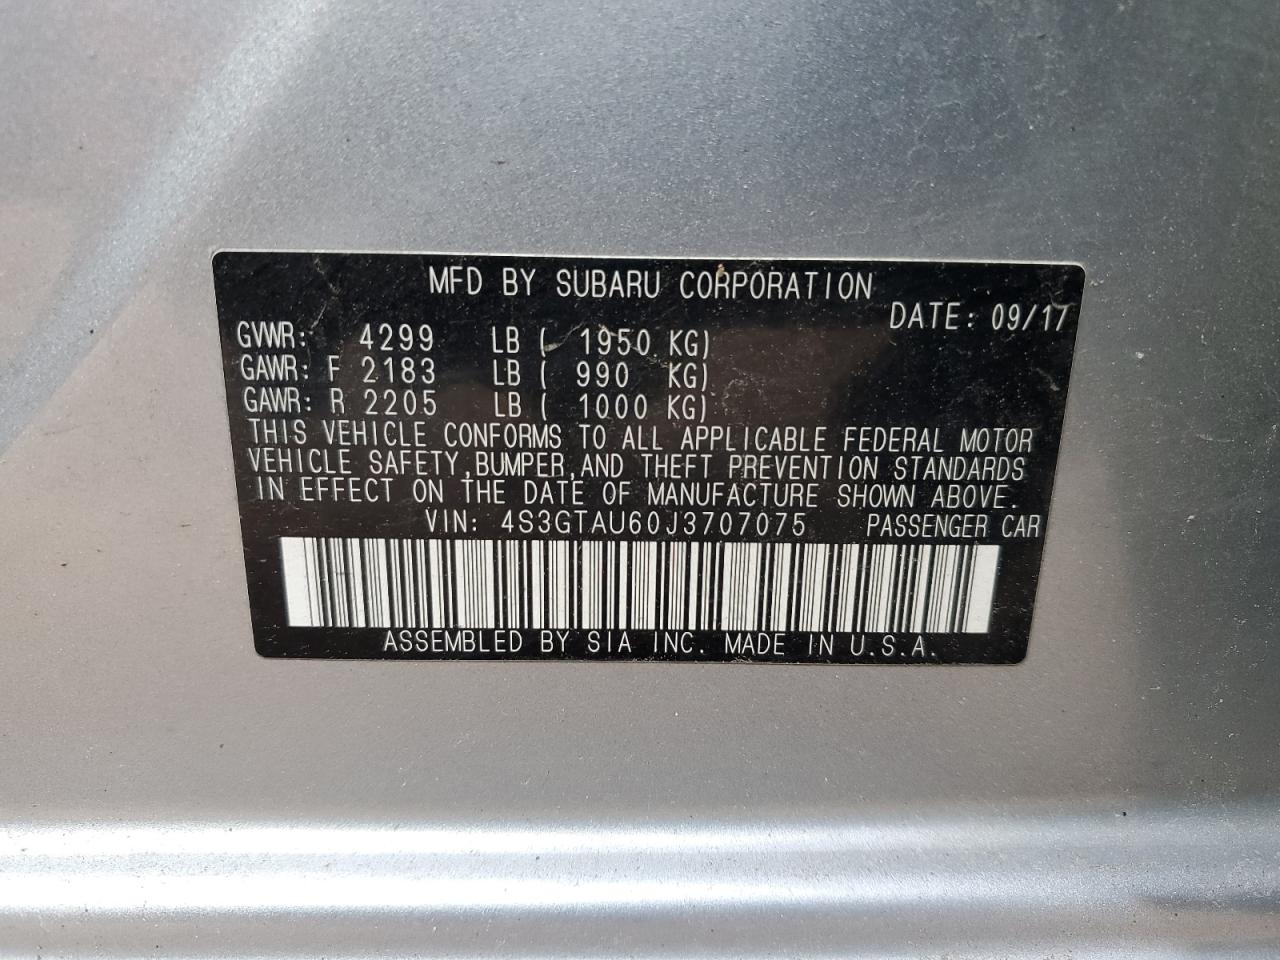 MFD BY SUBARU CORPORATION
DATE: 09/17
GVWR: 4299 LB ( 1950 KG)
GAWR: F 2183 LB ( 990 KG)
GAWR: R 2205 LB ( 1000 KG)
THIS VEHICLE CONFORMS TO ALL APPLICABLE FEDERAL MOTOR
VEHICLE SAFETY,BUMPER,AND THEFT PREVENTION STANDARDS
IN EFFECT ON THE DATE OF MANUFACTURE SHOWN ABOVE.
VIN: 4S3GTAU60J3707075 PASSENGER CAR
ASSEMBLED BY SIA INC. MADE IN U.S.A.